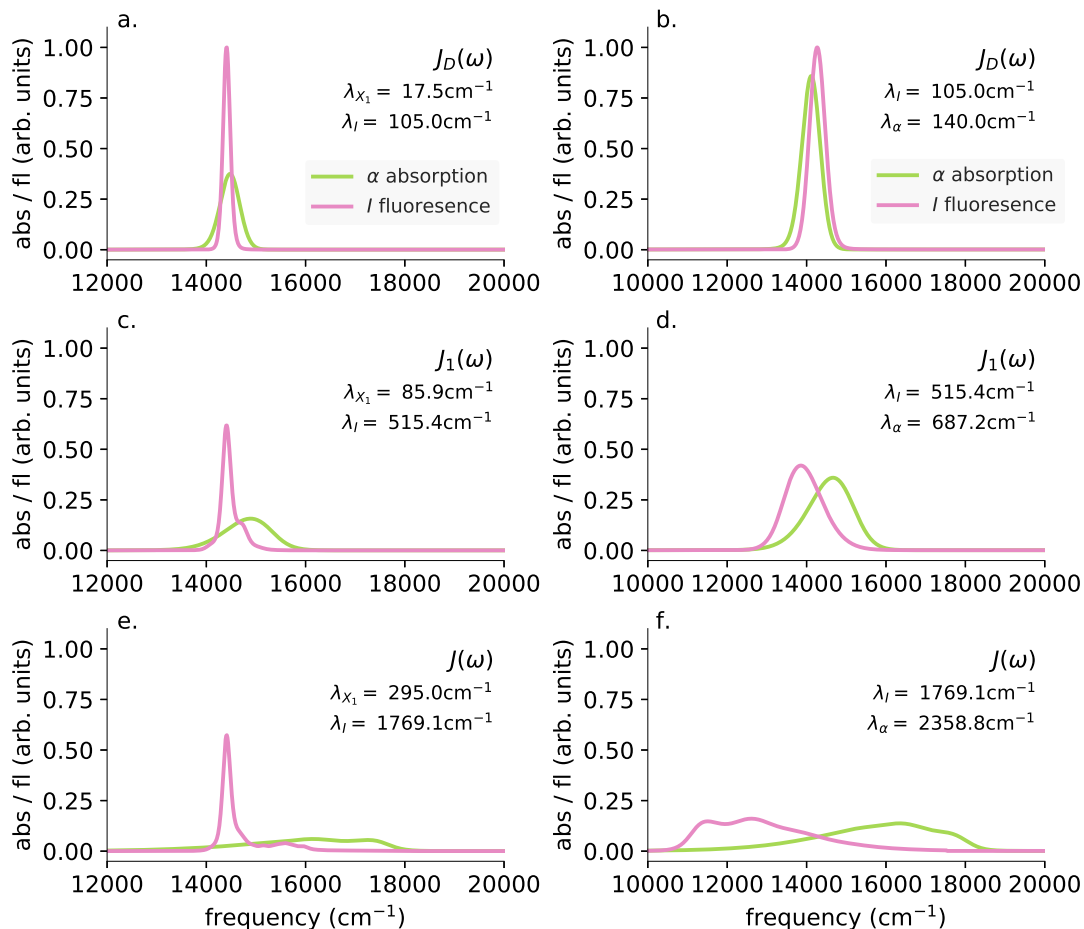 a.
J_D(ω)
λ_{X_1} = 17.5cm⁻¹
λ_I = 105.0cm⁻¹
α absorption
I fluoresence
abs / fl (arb. units)
1.00
0.75
0.50
0.25
0.00
12000 14000 16000 18000 20000
b.
J_D(ω)
λ_I = 105.0cm⁻¹
λ_α = 140.0cm⁻¹
α absorption
I fluoresence
abs / fl (arb. units)
1.00
0.75
0.50
0.25
0.00
10000 12000 14000 16000 18000 20000
c.
J_1(ω)
λ_{X_1} = 85.9cm⁻¹
λ_I = 515.4cm⁻¹
abs / fl (arb. units)
1.00
0.75
0.50
0.25
0.00
12000 14000 16000 18000 20000
d.
J_1(ω)
λ_I = 515.4cm⁻¹
λ_α = 687.2cm⁻¹
abs / fl (arb. units)
1.00
0.75
0.50
0.25
0.00
10000 12000 14000 16000 18000 20000
e.
J(ω)
λ_{X_1} = 295.0cm⁻¹
λ_I = 1769.1cm⁻¹
abs / fl (arb. units)
1.00
0.75
0.50
0.25
0.00
12000 14000 16000 18000 20000
frequency (cm⁻¹)
f.
J(ω)
λ_I = 1769.1cm⁻¹
λ_α = 2358.8cm⁻¹
abs / fl (arb. units)
1.00
0.75
0.50
0.25
0.00
10000 12000 14000 16000 18000 20000
frequency (cm⁻¹)